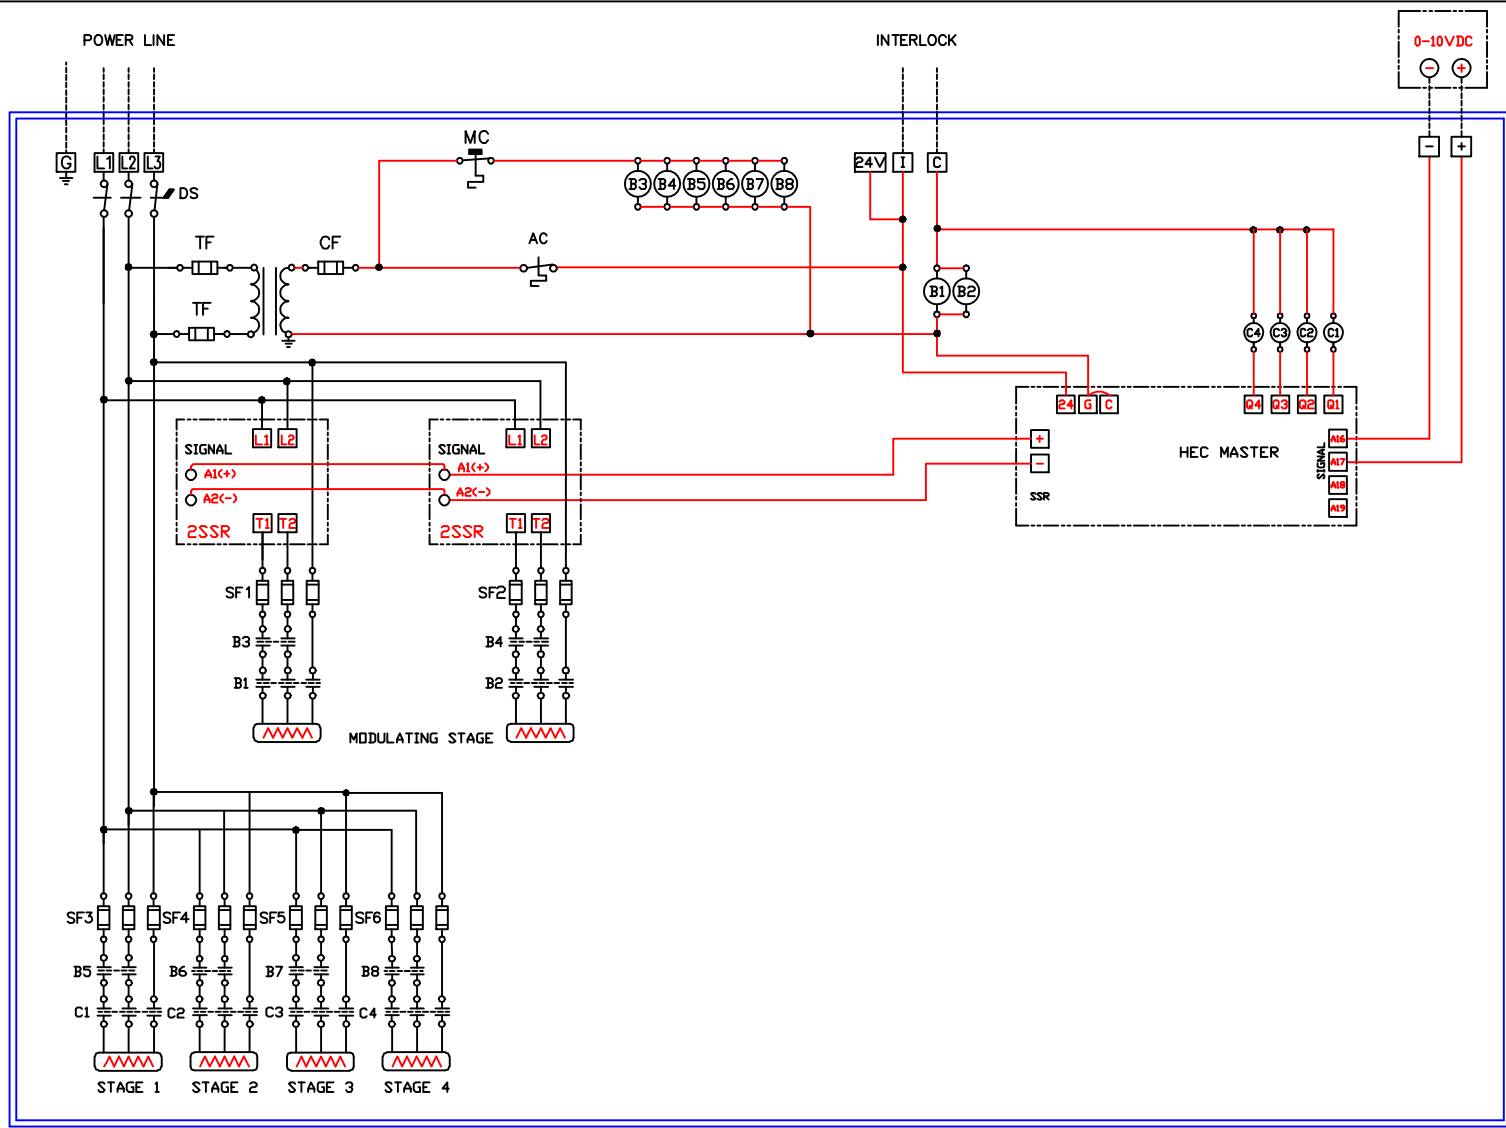 POWER LINE
INTERLOCK
0-10VDC
- +
G L1 L2 L3
DS
MC
B3 B4 B5 B6 B7 B8
24V I C
- +
TF
CF
AC
B1 B2
TF
C4 C3 C2 C1
24 G C
Q4 Q3 Q2 Q1
L1 L2
L1 L2
SIGNAL
SIGNAL
A1(+)
A1(+)
A2(-)
A2(-)
T1 T2
T1 T2
2SSR
2SSR
+
-
SSR
HEC MASTER
SIGNAL
A16
A17
A18
A19
SF1
SF2
B3
B4
B1
B2
MODULATING STAGE
SF3 SF4 SF5 SF6
B5 B6 B7 B8
C1 C2 C3 C4
STAGE 1 STAGE 2 STAGE 3 STAGE 4